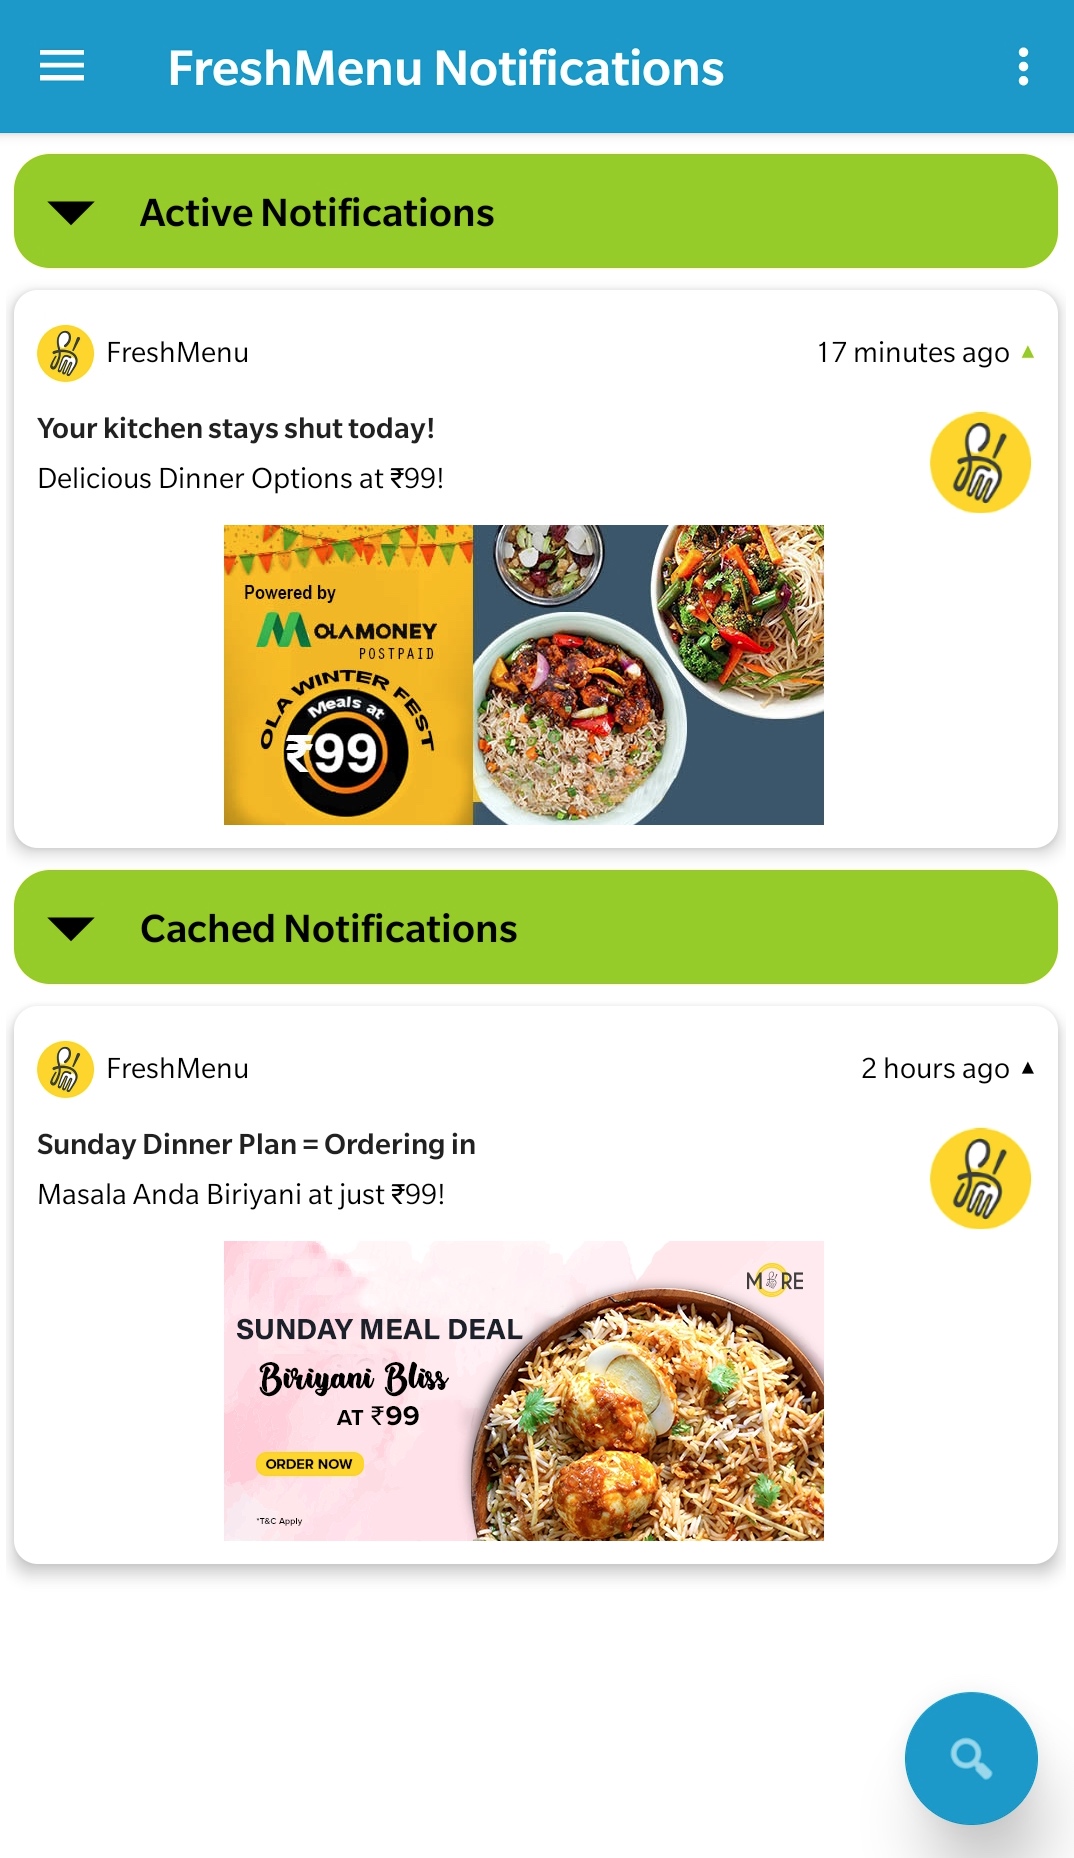 FreshMenu Notifications
Active Notifications
FreshMenu
17 minutes ago
Your kitchen stays shut today!
Delicious Dinner Options at ₹99!
Powered by
OLAMONEY
POSTPAID
OLA WINTER FEST
Meals at
₹99
Cached Notifications
FreshMenu
2 hours ago
Sunday Dinner Plan = Ordering in
Masala Anda Biriyani at just ₹99!
MORE
SUNDAY MEAL DEAL
Biriyani Bliss
AT ₹99
ORDER NOW
*T&C Apply